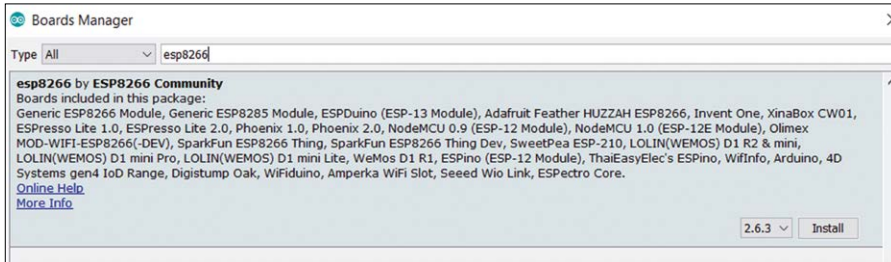 Boards Manager
Type All esp8266
esp8266 by ESP8266 Community
Boards included in this package:
Generic ESP8266 Module, Generic ESP8285 Module, ESPDuino (ESP-13 Module), Adafruit Feather HUZZAH ESP8266, Invent One, XinaBox CW01,
ESPresso Lite 1.0, ESPresso Lite 2.0, Phoenix 1.0, Phoenix 2.0, NodeMCU 0.9 (ESP-12 Module), NodeMCU 1.0 (ESP-12E Module), Olimex
MOD-WIFI-ESP8266(-DEV), SparkFun ESP8266 Thing, SparkFun ESP8266 Thing Dev, SweetPea ESP-210, LOLIN(WEMOS) D1 R2 & mini,
LOLIN(WEMOS) D1 mini Pro, LOLIN(WEMOS) D1 mini Lite, WeMos D1 R1, ESPino (ESP-12 Module), ThaiEasyElec's ESPino, WifInfo, Arduino, 4D
Systems gen4 IoD Range, Digistump Oak, WiFiduino, Amperka WiFi Slot, Seeed Wio Link, ESPectro Core.
Online Help
More Info
2.6.3 Install